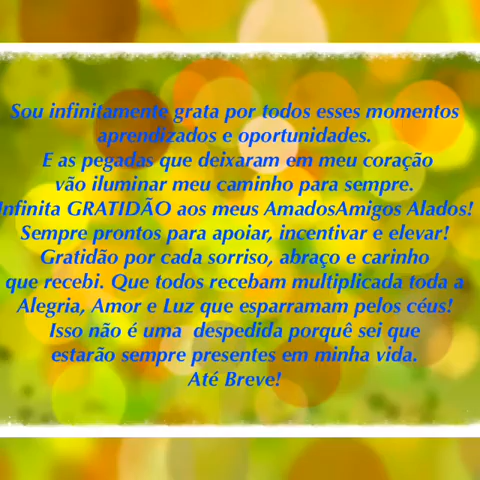 Sou infinitamente grata por todos esses momentos
aprendizados e oportunidades.
E as pegadas que deixaram em meu coração
vão iluminar meu caminho para sempre.
Infinita GRATIDÃO aos meus AmadosAmigos Alados!
Sempre prontos para apoiar, incentivar e elevar!
Gratidão por cada sorriso, abraço e carinho
que recebi. Que todos recebam multiplicada toda a
Alegria, Amor e Luz que esparramam pelos céus!
Isso não é uma despedida porquê sei que
estarão sempre presentes em minha vida.
Até Breve!